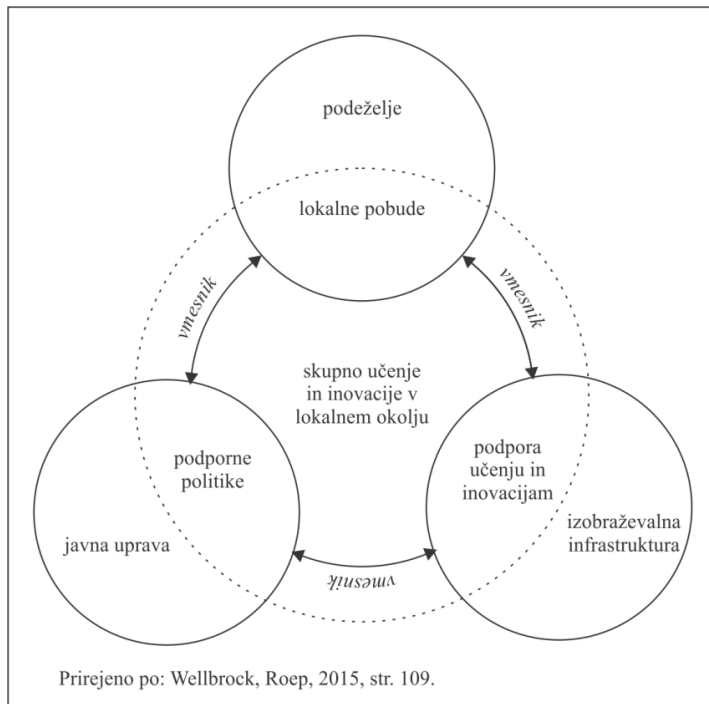 podeželje
lokalne pobude
vmesnik
vmesnik
skupno učenje
in inovacije v
lokalnem okolju
podporne
politike
javna uprava
podpora
učenju in
inovacijam
izobraževalna
infrastruktura
vmesnik
Prirejeno po: Wellbrock, Roep, 2015, str. 109.